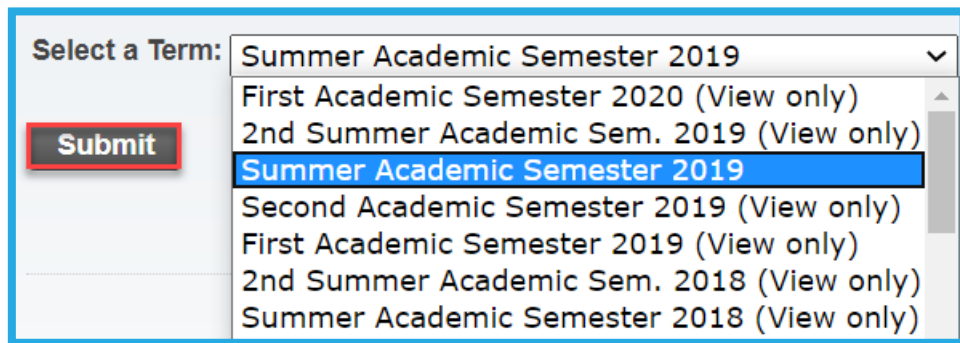 Select a Term: Summer Academic Semester 2019
First Academic Semester 2020 (View only)
2nd Summer Academic Sem. 2019 (View only)
Submit
Summer Academic Semester 2019
Second Academic Semester 2019 (View only)
First Academic Semester 2019 (View only)
2nd Summer Academic Sem. 2018 (View only)
Summer Academic Semester 2018 (View only)